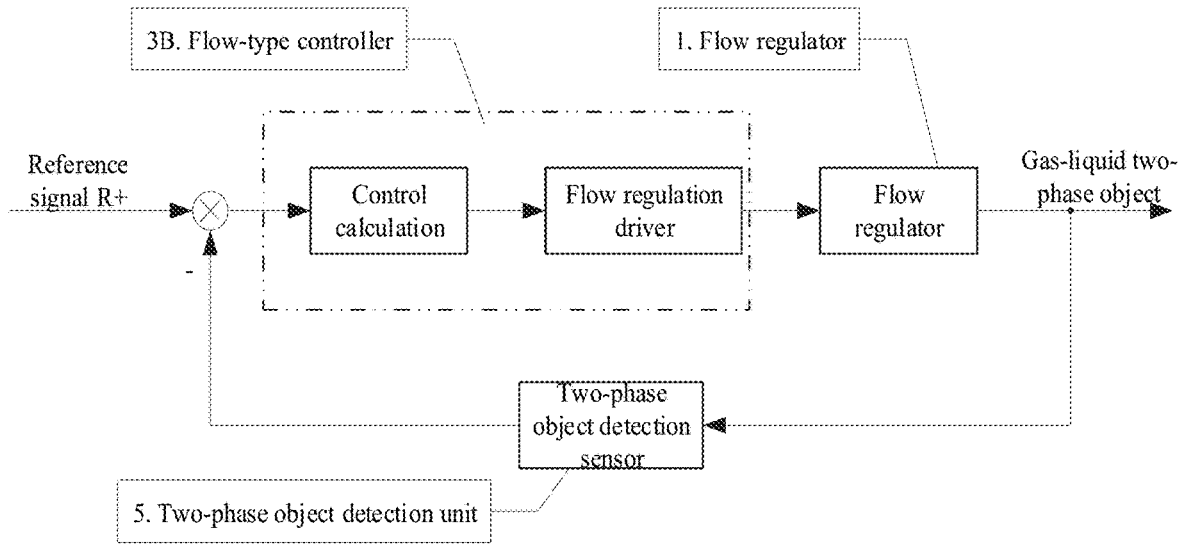 3B. Flow-type controller
1. Flow regulator
Reference
signal R+
Control
calculation
Flow regulation
driver
Flow
regulator
Gas-liquid two-
phase object
-
Two-phase
object detection
sensor
5. Two-phase object detection unit